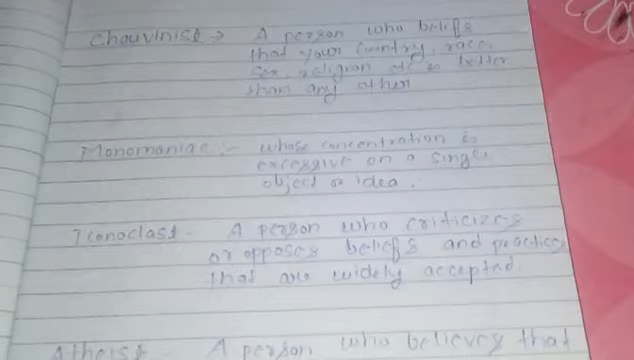 Chouvinist → A person who belifs
that your country, race,
sex, religion etc is better
than any other
Monomaniac :- whose concentration is
excessive on a single
object or idea.
Iconoclast - A person who criticizes
or opposes beliefs and practices
that are widely accepted.
Atheist A person who believes that